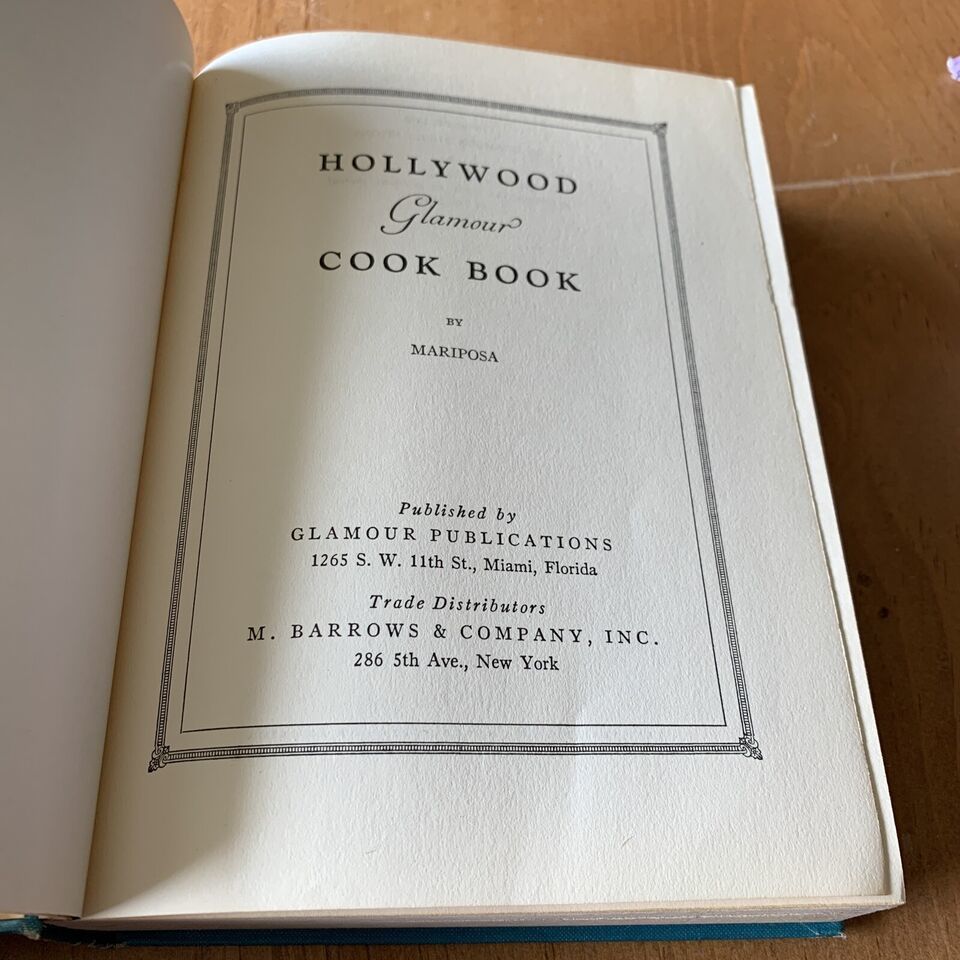 HOLLYWOOD
Glamour
COOK BOOK
BY
MARIPOSA
Published by
GLAMOUR PUBLICATIONS
1265 S. W. 11th St., Miami, Florida
Trade Distributors
M. BARROWS & COMPANY, INC.
286 5th Ave., New York